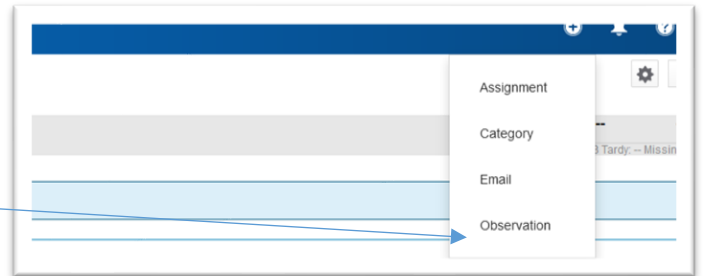 Assignment
--
Category
Tardy: -- Missin
Email
Observation